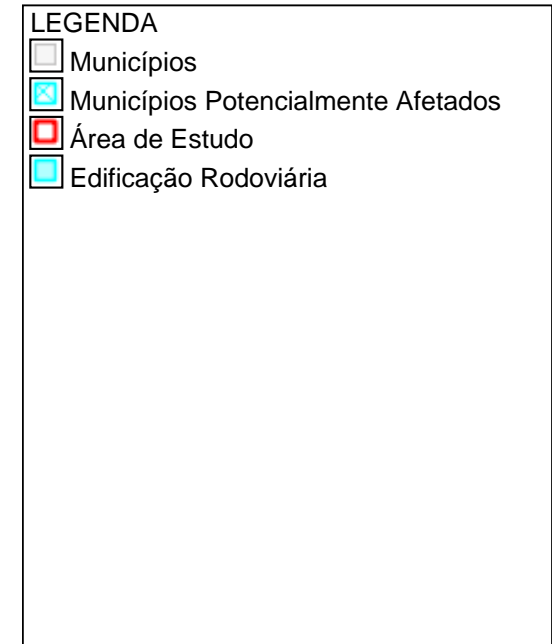 LEGENDA
Municípios
Municípios Potencialmente Afetados
Área de Estudo
Edificação Rodoviária